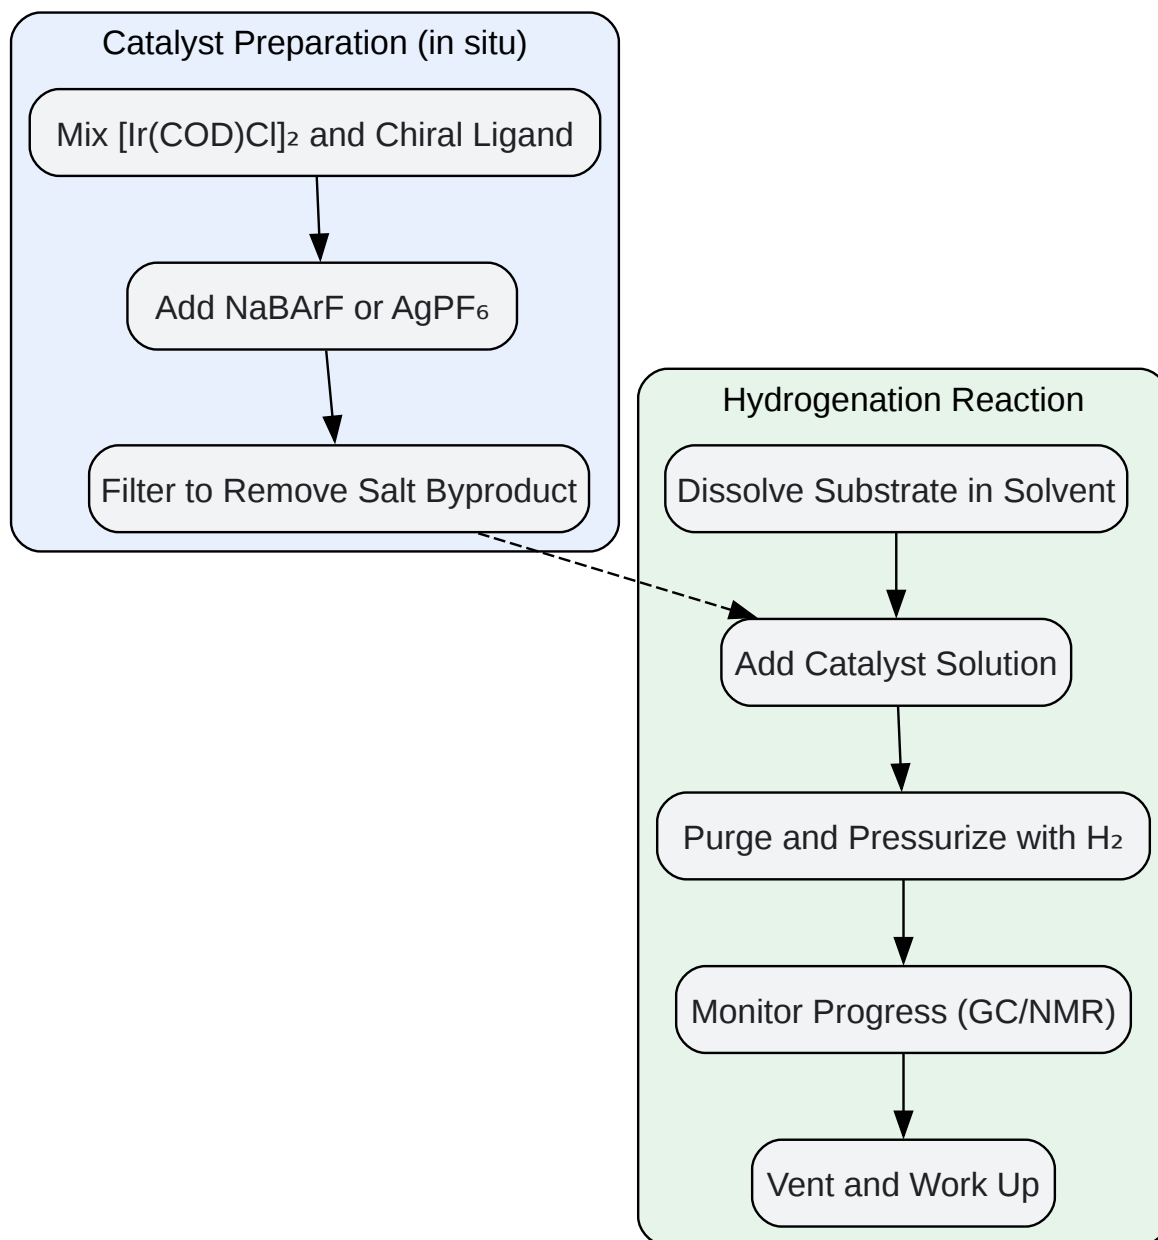 Catalyst Preparation (in situ)
Mix [Ir(COD)Cl]₂ and Chiral Ligand
Add NaBArF or AgPF₆
Filter to Remove Salt Byproduct
Hydrogenation Reaction
Dissolve Substrate in Solvent
Add Catalyst Solution
Purge and Pressurize with H₂
Monitor Progress (GC/NMR)
Vent and Work Up